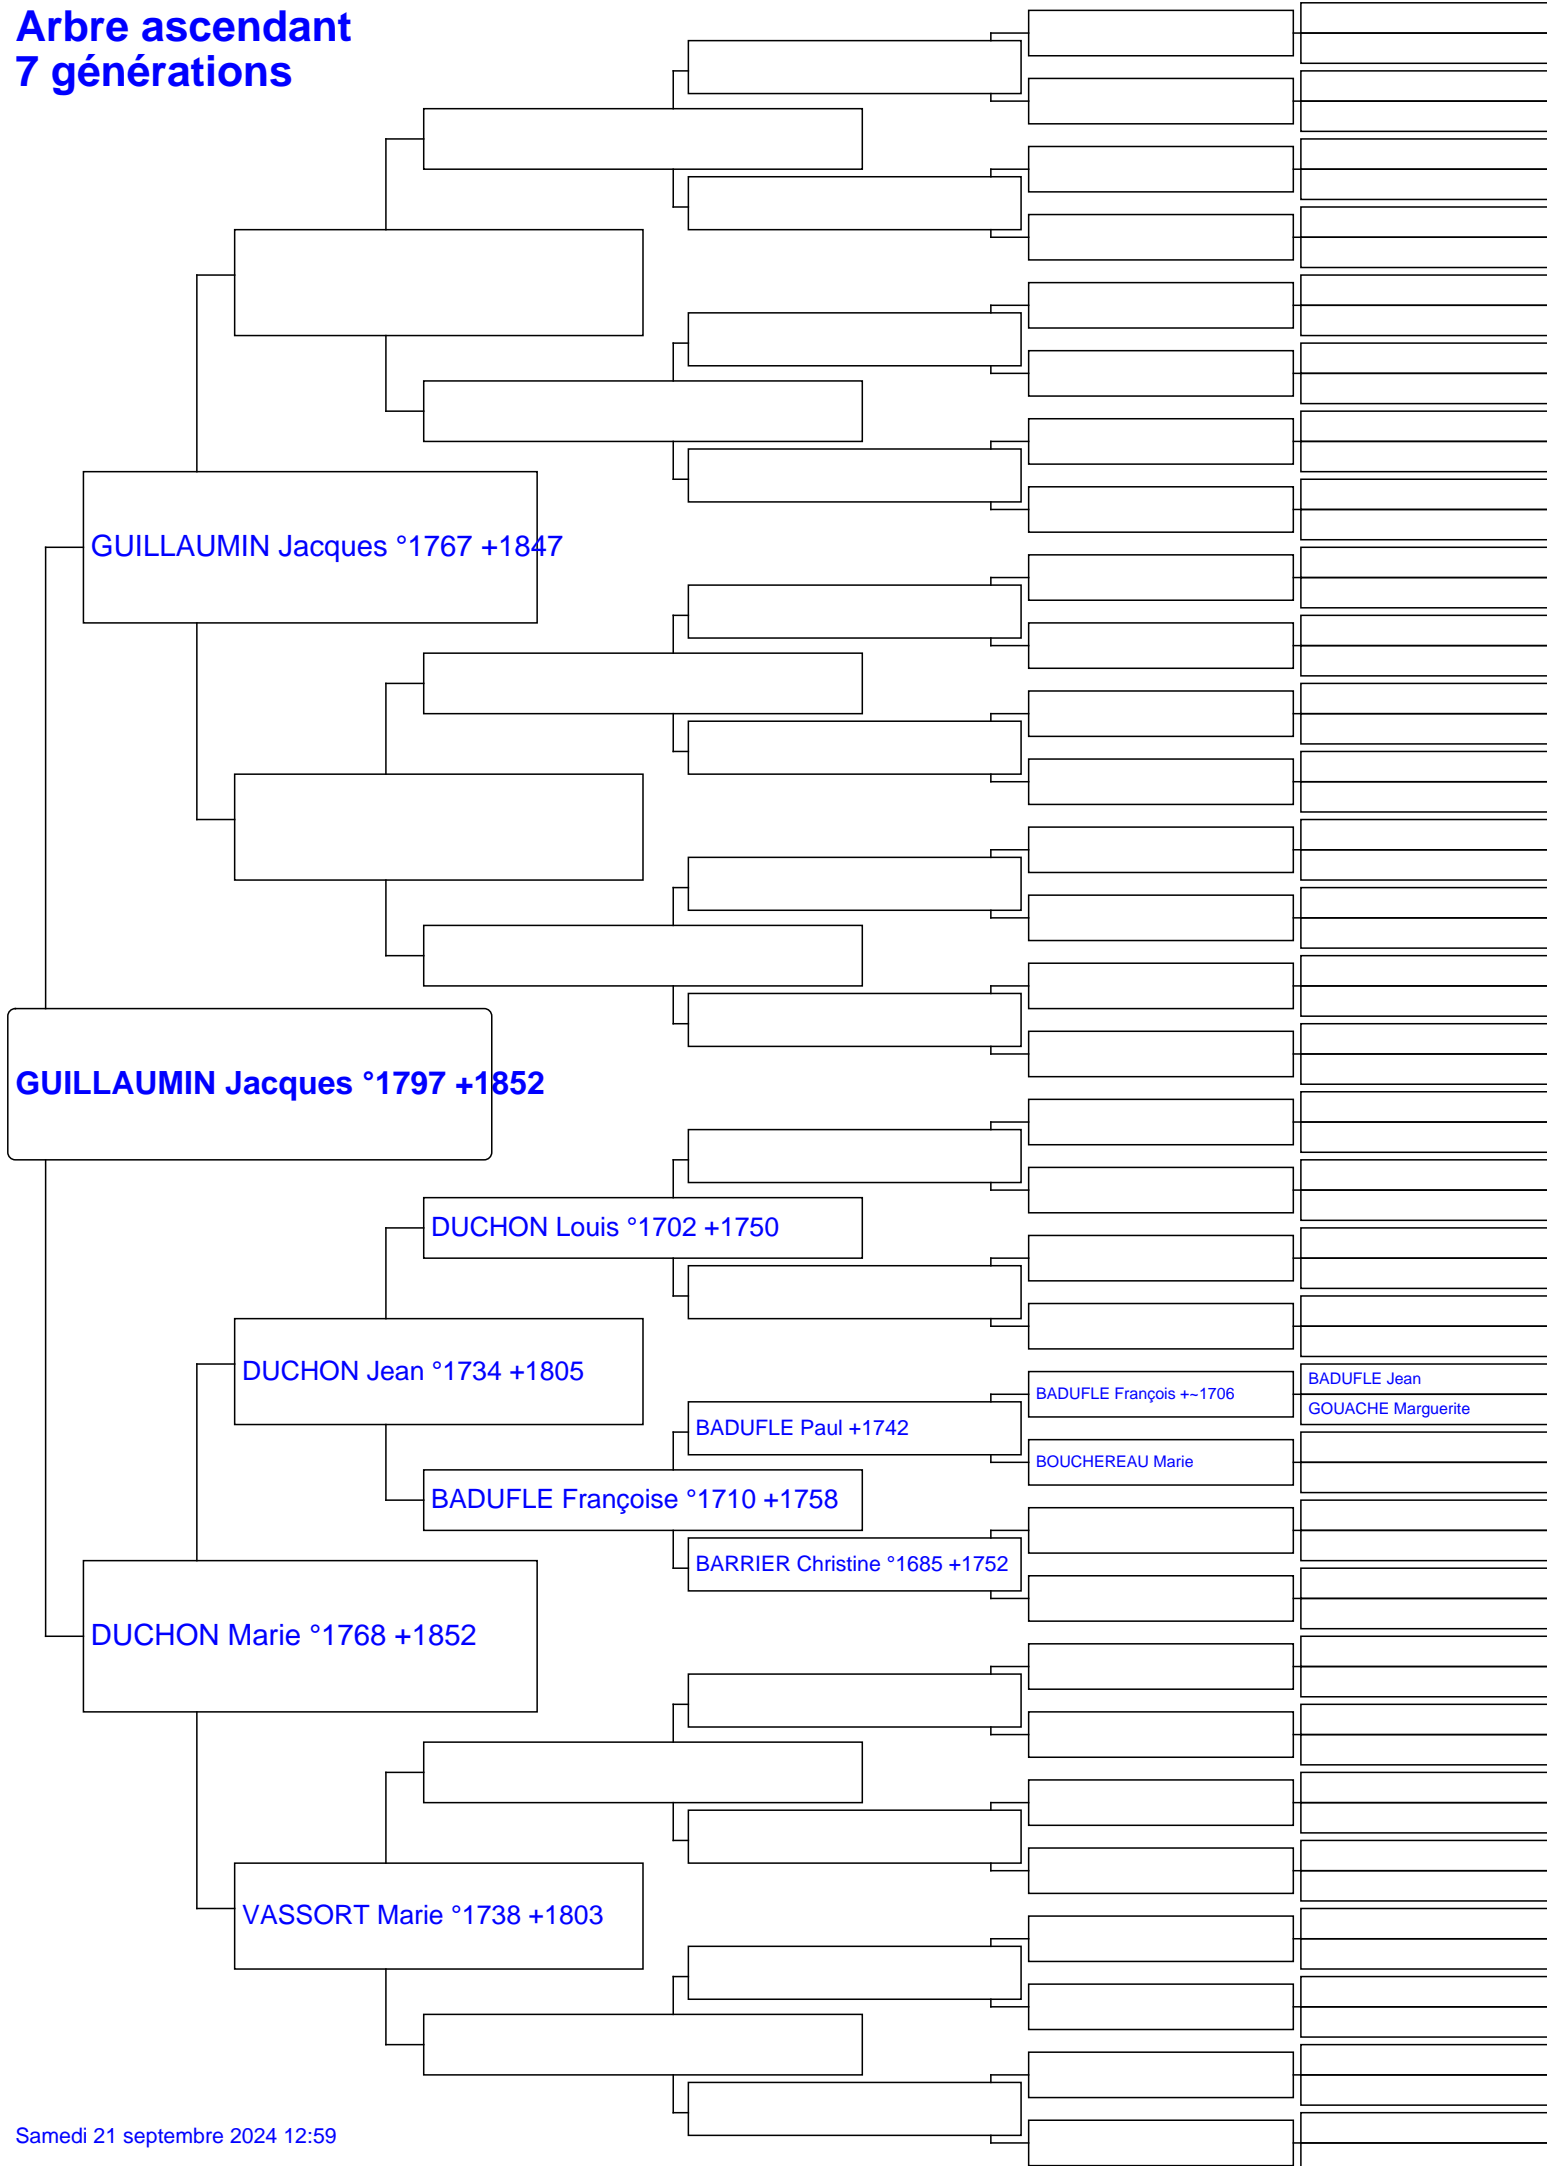 Arbre ascendant
7 générations
GUILLAUMIN Jacques °1767 +1847
GUILLAUMIN Jacques °1797 +1852
DUCHON Louis °1702 +1750
DUCHON Jean °1734 +1805
BADUFLE Jean
BADUFLE François +~1706
GOUACHE Marguerite
BADUFLE Paul +1742
BOUCHEREAU Marie
BADUFLE Françoise °1710 +1758
BARRIER Christine °1685 +1752
DUCHON Marie °1768 +1852
VASSORT Marie °1738 +1803
Samedi 21 septembre 2024 12:59